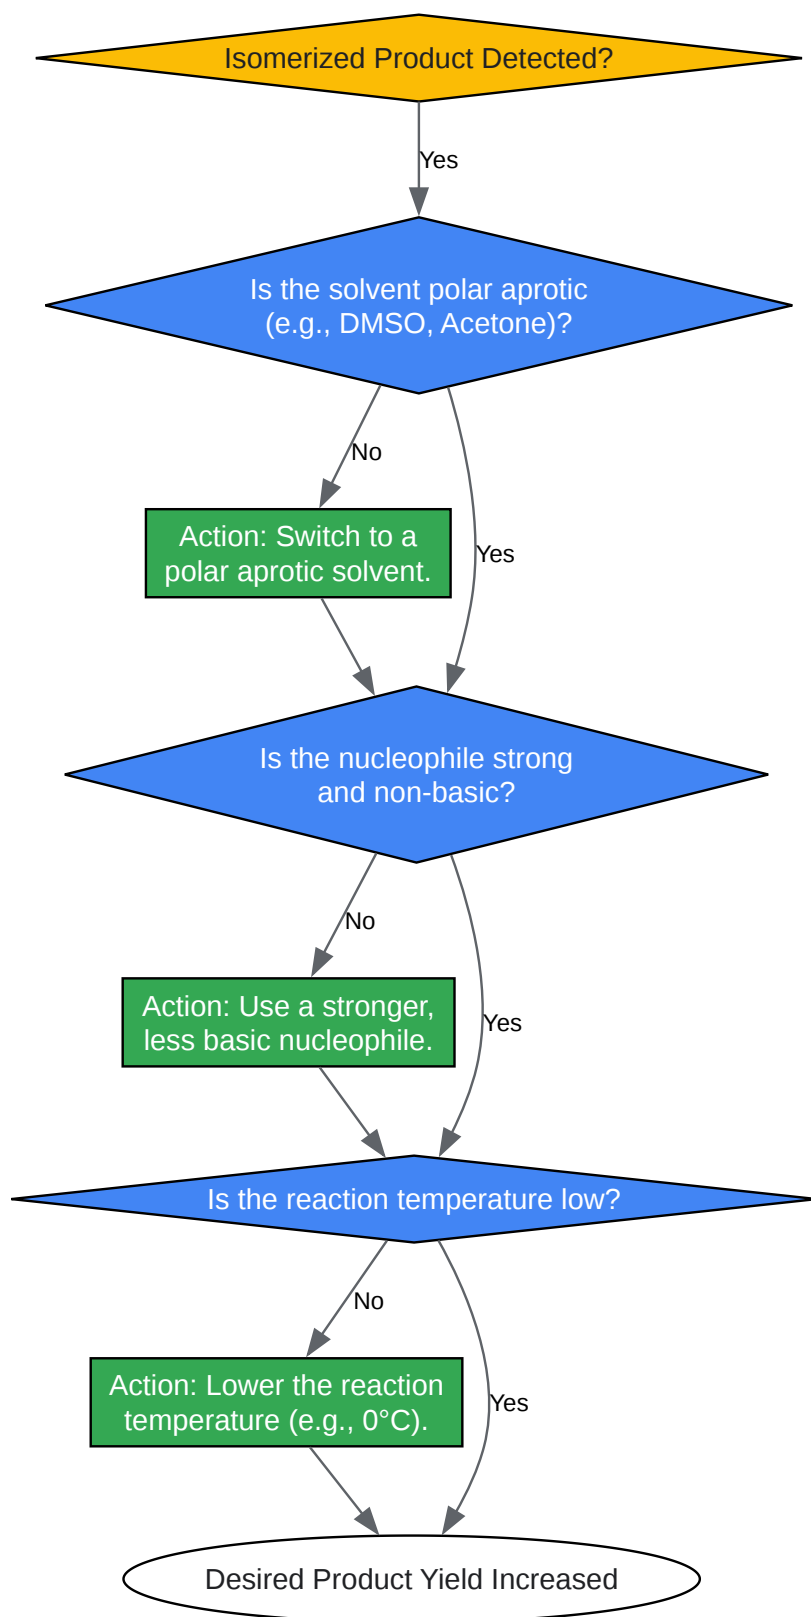 Isomerized Product Detected?
Yes
Is the solvent polar aprotic
(e.g., DMSO, Acetone)?
No
Action: Switch to a
polar aprotic solvent.
Yes
Is the nucleophile strong
and non-basic?
No
Action: Use a stronger,
less basic nucleophile.
Yes
Is the reaction temperature low?
No
Action: Lower the reaction
temperature (e.g., 0°C).
Yes
Desired Product Yield Increased